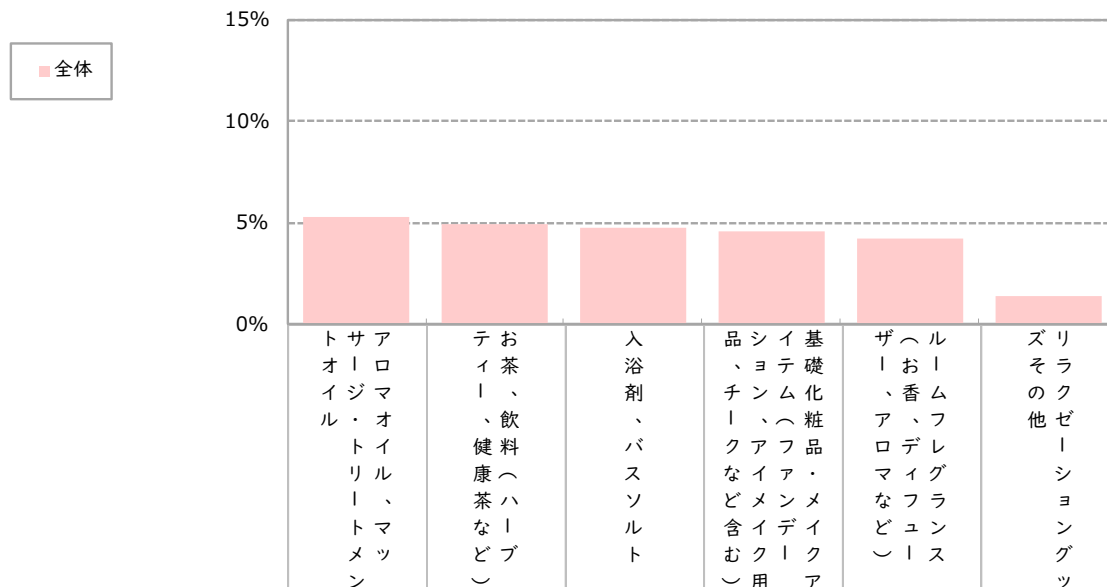 全体
15%
10%
5%
0%
アロマオイル、マッ
サージ・トリートメン
トオイル
お茶、飲料（ハーブ
ティー、健康茶など）
入浴剤、バスソルト
基礎化粧品・メイクア
イテム（ファンデー
ション、アイメイク用
品、チークなど含む）
ルームフレグランス
（お香、ディフュー
ザー、アロマなど）
リラクゼーショングッ
ズその他